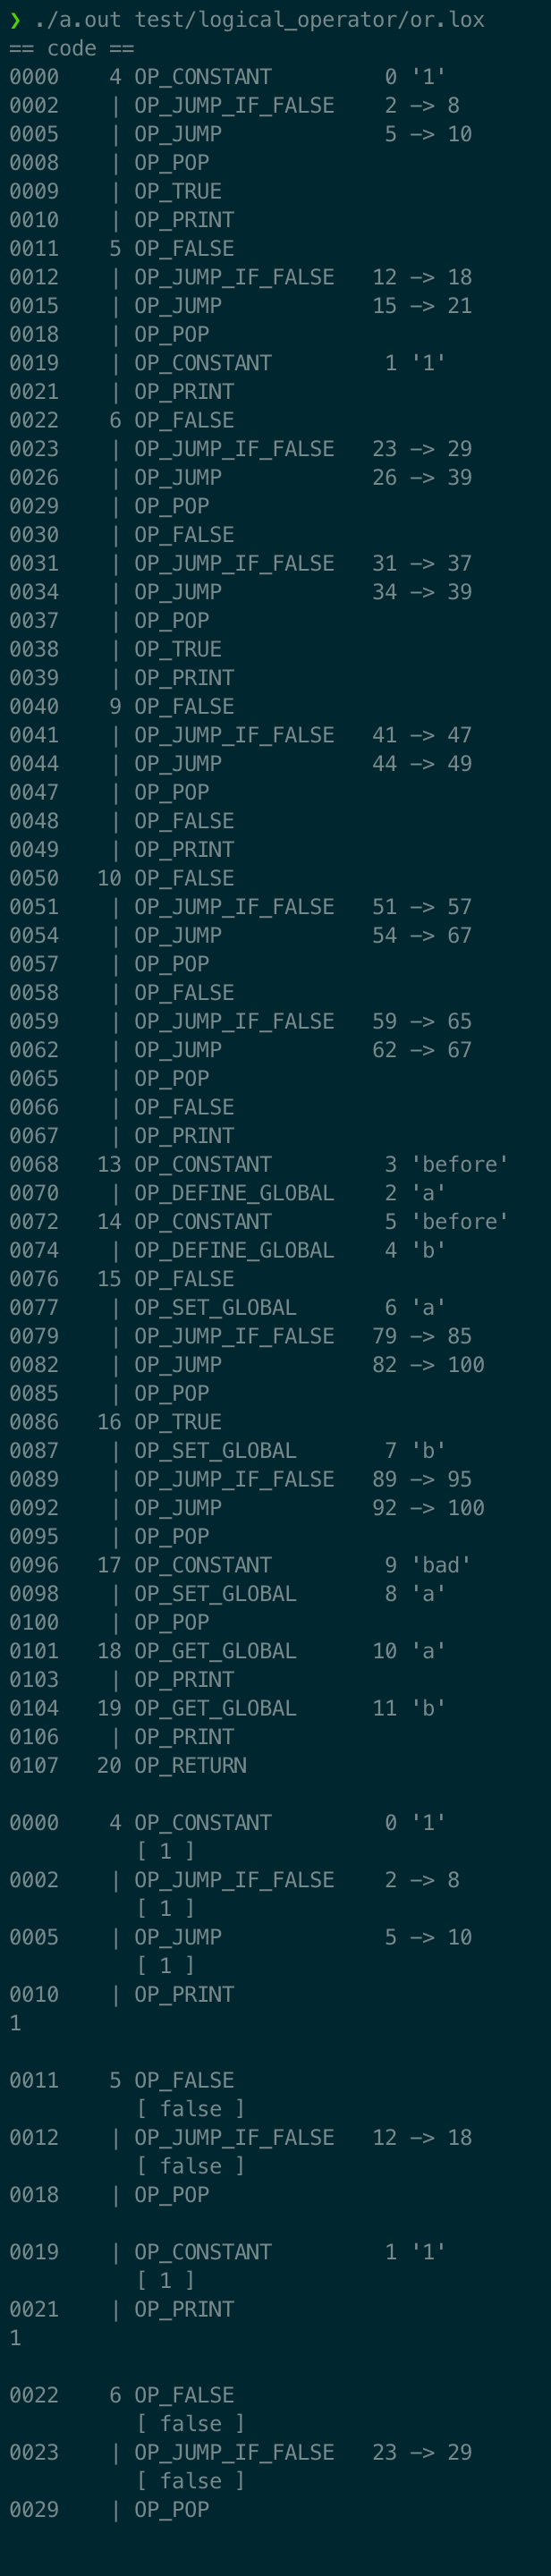 ❯ ./a.out test/logical_operator/or.lox
== code ==
0000    4 OP_CONSTANT         0 '1'
0002    | OP_JUMP_IF_FALSE    2 -> 8
0005    | OP_JUMP             5 -> 10
0008    | OP_POP
0009    | OP_TRUE
0010    | OP_PRINT
0011    5 OP_FALSE
0012    | OP_JUMP_IF_FALSE   12 -> 18
0015    | OP_JUMP            15 -> 21
0018    | OP_POP
0019    | OP_CONSTANT         1 '1'
0021    | OP_PRINT
0022    6 OP_FALSE
0023    | OP_JUMP_IF_FALSE   23 -> 29
0026    | OP_JUMP            26 -> 39
0029    | OP_POP
0030    | OP_FALSE
0031    | OP_JUMP_IF_FALSE   31 -> 37
0034    | OP_JUMP            34 -> 39
0037    | OP_POP
0038    | OP_TRUE
0039    | OP_PRINT
0040    9 OP_FALSE
0041    | OP_JUMP_IF_FALSE   41 -> 47
0044    | OP_JUMP            44 -> 49
0047    | OP_POP
0048    | OP_FALSE
0049    | OP_PRINT
0050   10 OP_FALSE
0051    | OP_JUMP_IF_FALSE   51 -> 57
0054    | OP_JUMP            54 -> 67
0057    | OP_POP
0058    | OP_FALSE
0059    | OP_JUMP_IF_FALSE   59 -> 65
0062    | OP_JUMP            62 -> 67
0065    | OP_POP
0066    | OP_FALSE
0067    | OP_PRINT
0068   13 OP_CONSTANT         3 'before'
0070    | OP_DEFINE_GLOBAL    2 'a'
0072   14 OP_CONSTANT         5 'before'
0074    | OP_DEFINE_GLOBAL    4 'b'
0076   15 OP_FALSE
0077    | OP_SET_GLOBAL       6 'a'
0079    | OP_JUMP_IF_FALSE   79 -> 85
0082    | OP_JUMP            82 -> 100
0085    | OP_POP
0086   16 OP_TRUE
0087    | OP_SET_GLOBAL       7 'b'
0089    | OP_JUMP_IF_FALSE   89 -> 95
0092    | OP_JUMP            92 -> 100
0095    | OP_POP
0096   17 OP_CONSTANT         9 'bad'
0098    | OP_SET_GLOBAL       8 'a'
0100    | OP_POP
0101   18 OP_GET_GLOBAL      10 'a'
0103    | OP_PRINT
0104   19 OP_GET_GLOBAL      11 'b'
0106    | OP_PRINT
0107   20 OP_RETURN

0000    4 OP_CONSTANT         0 '1'
          [ 1 ]
0002    | OP_JUMP_IF_FALSE    2 -> 8
          [ 1 ]
0005    | OP_JUMP             5 -> 10
          [ 1 ]
0010    | OP_PRINT
1

0011    5 OP_FALSE
          [ false ]
0012    | OP_JUMP_IF_FALSE   12 -> 18
          [ false ]
0018    | OP_POP

0019    | OP_CONSTANT         1 '1'
          [ 1 ]
0021    | OP_PRINT
1

0022    6 OP_FALSE
          [ false ]
0023    | OP_JUMP_IF_FALSE   23 -> 29
          [ false ]
0029    | OP_POP